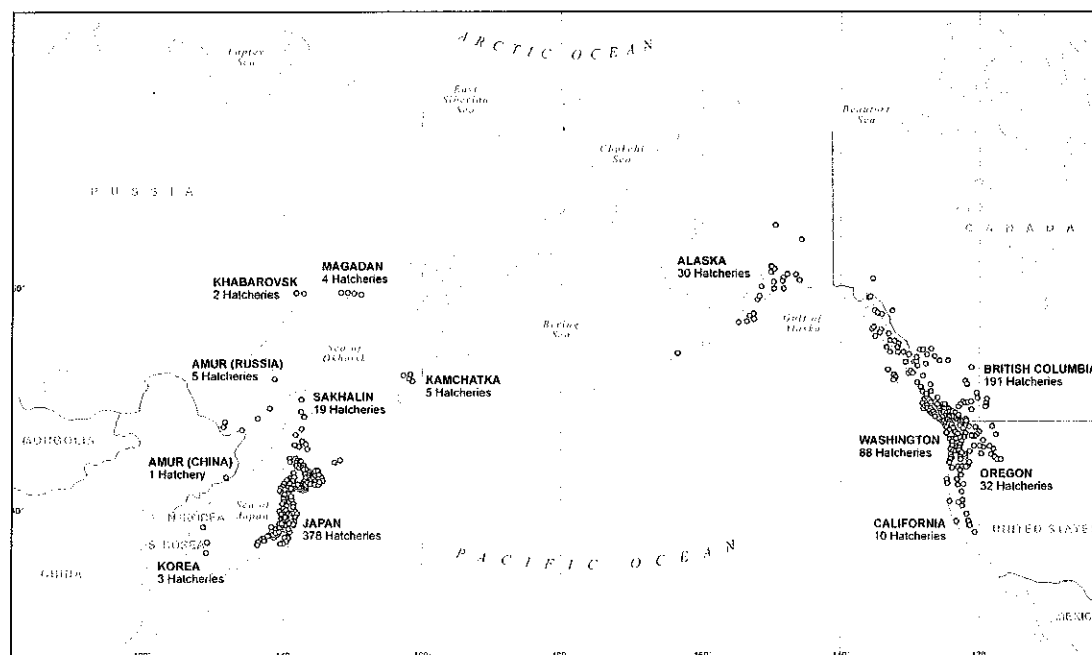 ARCTIC OCEAN
Laptev
Sea
East
Siberian
Sea
Beaufort
Sea
Chukchi
Sea
RUSSIA
CANADA
ALASKA
30 Hatcheries
MAGADAN
4 Hatcheries
KHABAROVSK
2 Hatcheries
Bering
Sea
Gulf of
Alaska
Sea of
Okhotsk
AMUR (RUSSIA)
5 Hatcheries
KAMCHATKA
5 Hatcheries
SAKHALIN
19 Hatcheries
BRITISH COLUMBIA
191 Hatcheries
MONGOLIA
WASHINGTON
88 Hatcheries
AMUR (CHINA)
1 Hatchery
OREGON
32 Hatcheries
N KOREA
Sea of
Japan
JAPAN
378 Hatcheries
CALIFORNIA
10 Hatcheries
UNITED STATE
S KOREA
KOREA
3 Hatcheries
CHINA
PACIFIC OCEAN
MEXIC